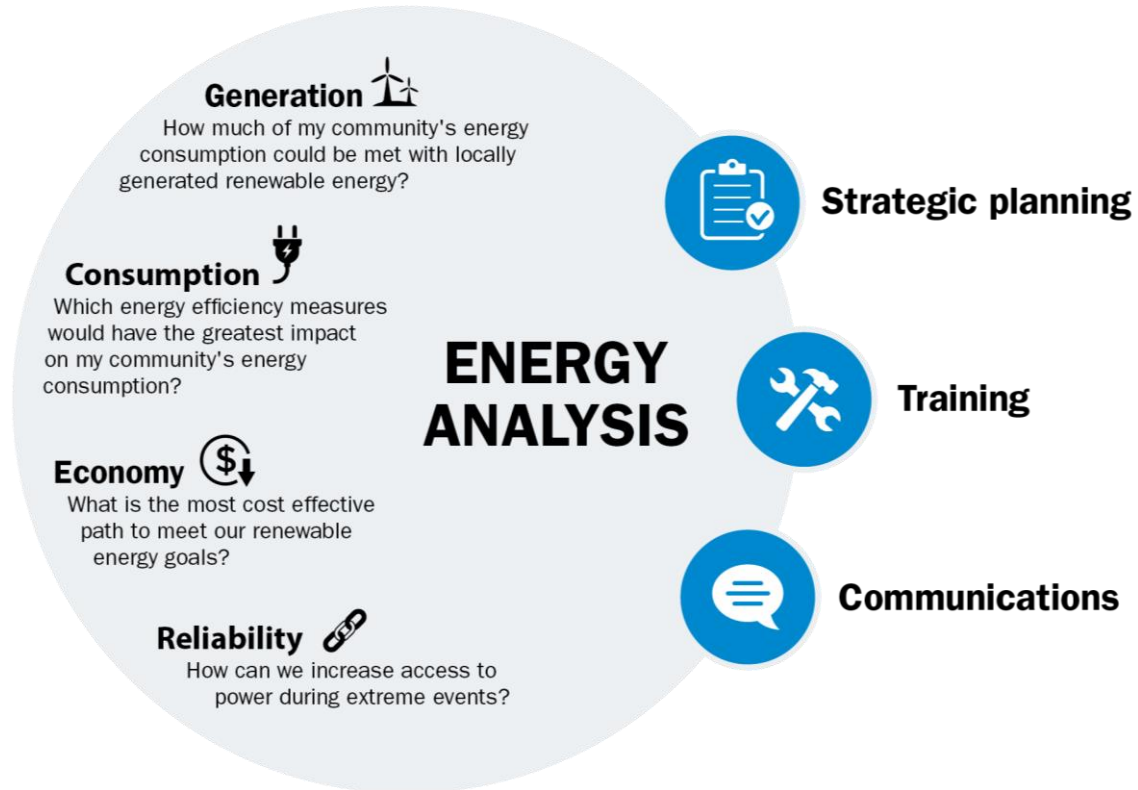 Generation
How much of my community's energy
consumption could be met with locally
generated renewable energy?
Consumption
Which energy efficiency measures
would have the greatest impact
on my community's energy
consumption?
Economy
$
What is the most cost effective
path to meet our renewable
energy goals?
Reliability
How can we increase access to
power during extreme events?
ENERGY
ANALYSIS
Strategic planning
Training
Communications